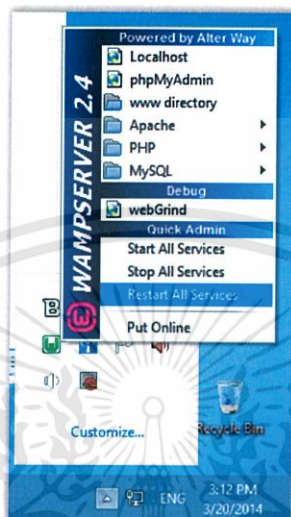 WAMPSERVER 2.4
Powered by Alter Way
Localhost
phpMyAdmin
www directory
Apache
PHP
MySQL
Debug
webGrind
Quick Admin
Start All Services
Stop All Services
Restart All Services
Put Online
Recycle Bin
Customize...
ENG
3:12 PM
3/20/2014